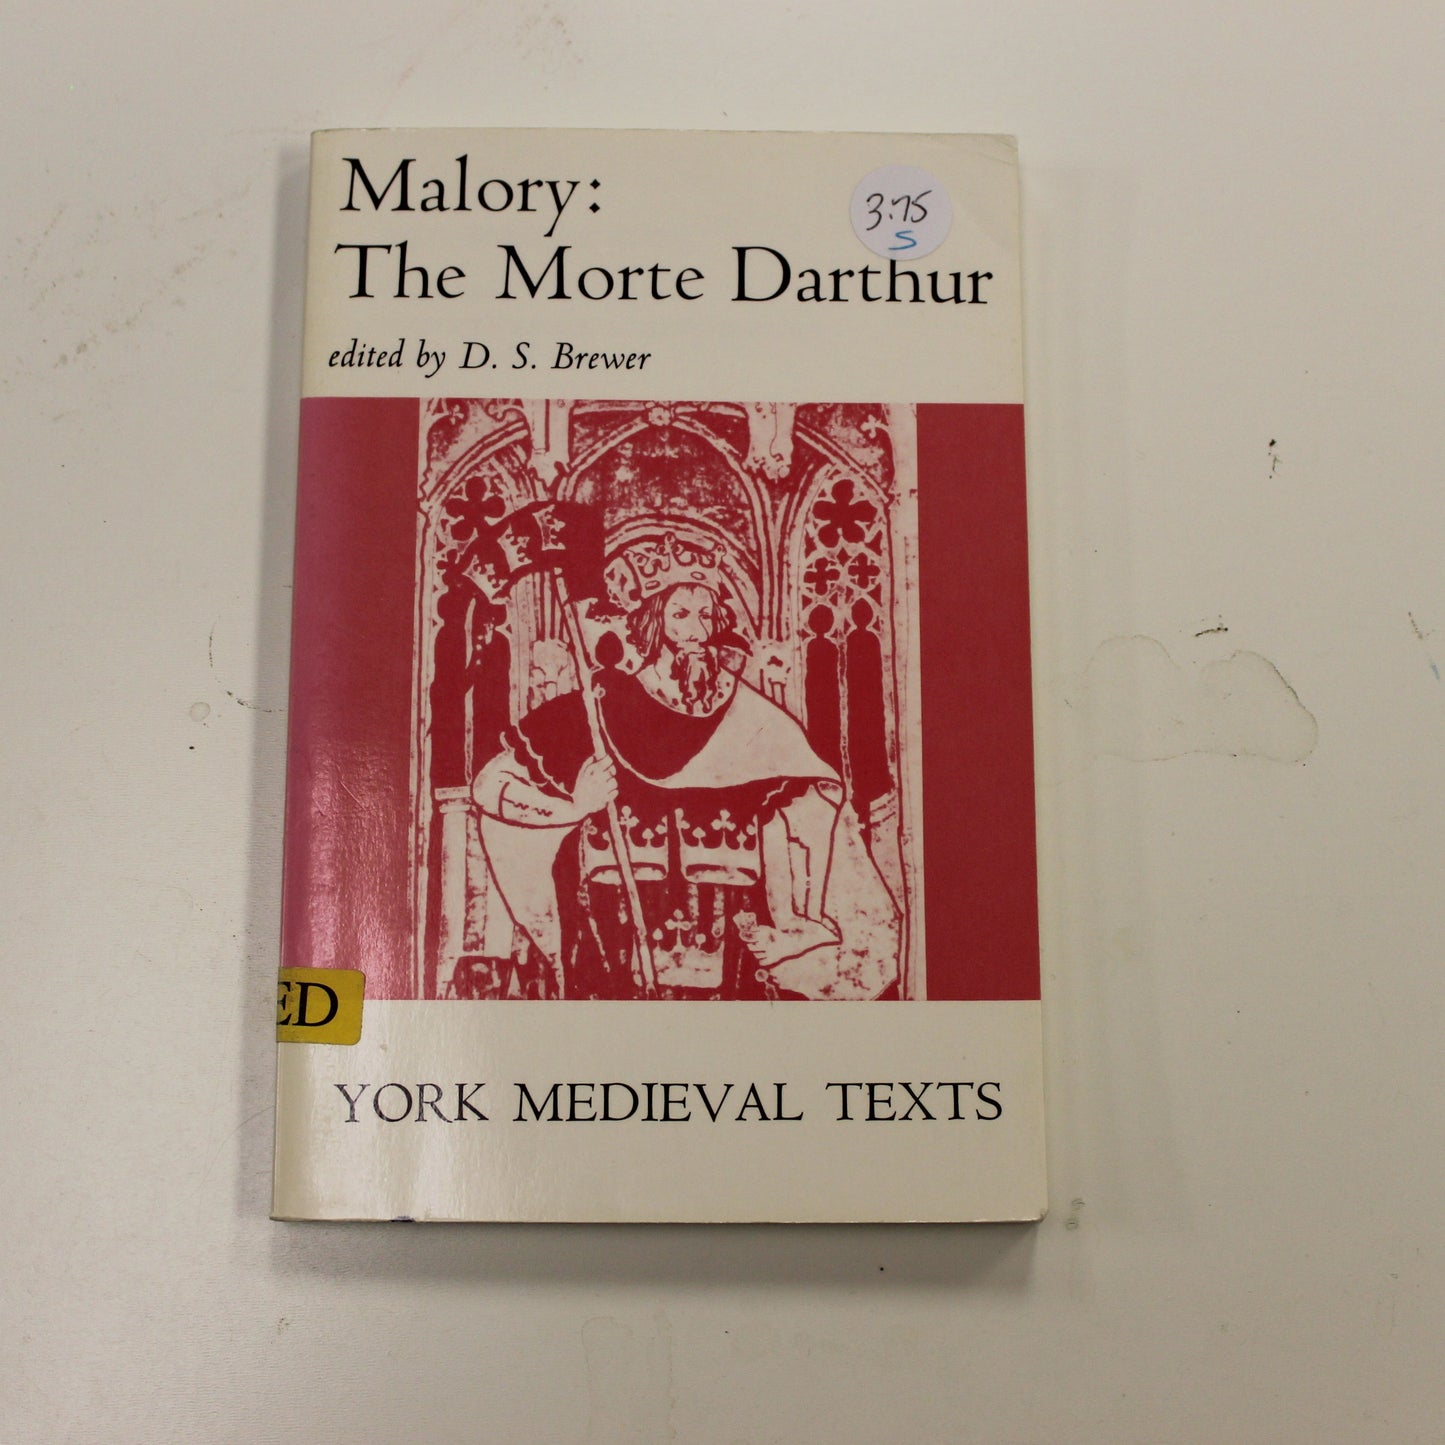 Malory:
The Morte Darthur
3.75
S
edited by D. S. Brewer
ED
YORK MEDIEVAL TEXTS